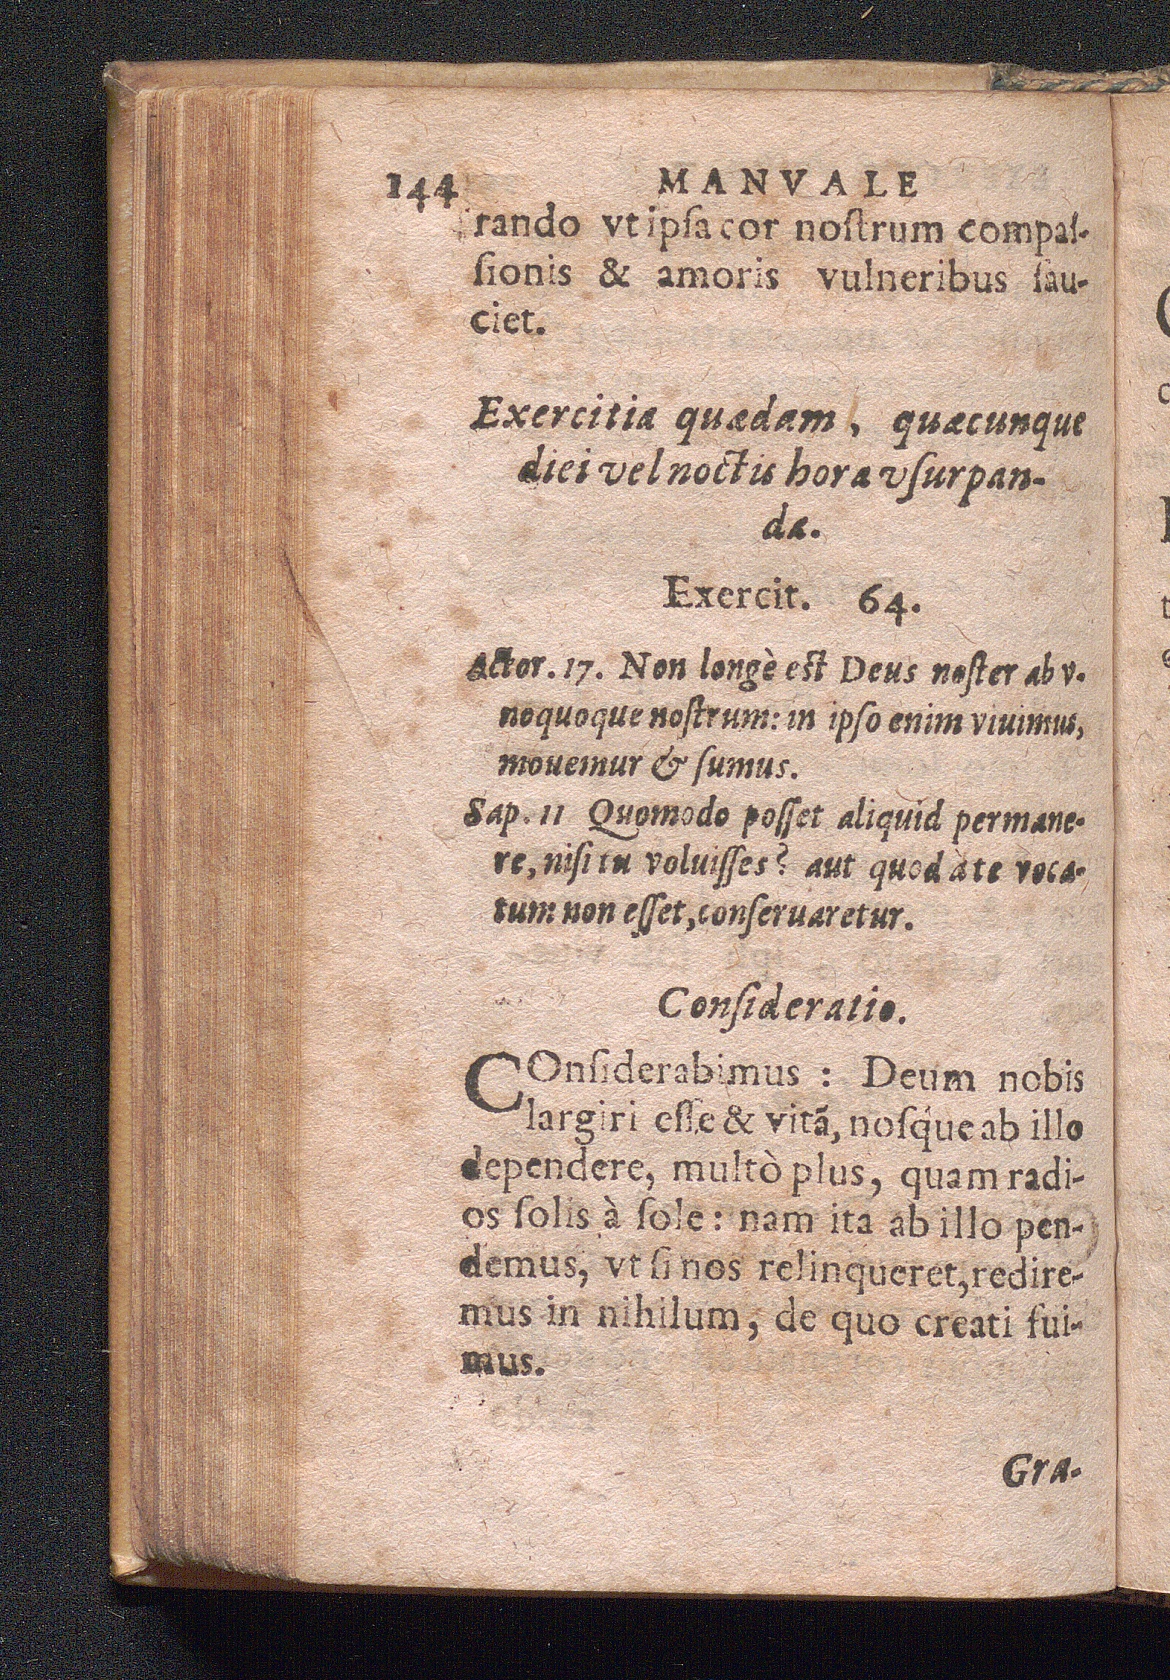 144 MANVALE
rando vt ipſa cor noſtrum compaſ-
ſionis & amoris vulneribus ſau-
ciet.
Exercitia quædam, quæcunque
diei vel noctis hora vſurpan-
da.
Exercit. 64.
Actor. 17. Non longè eſt Deus noſter ab v-
noquoque noſtrum: in ipſo enim viuimus,
mouemur & ſumus.
Sap. 11 Quomodo poſſet aliquid permane-
re, niſi tu voluiſſes? aut quod à te voca-
tum non eſſet, conſeruaretur.
Conſideratio.
COnſiderabimus : Deum nobis
largiri eſſe & vitã, noſq́ue ab illo
dependere, multò plus, quam radi-
os ſolis à ſole: nam ita ab illo pen-
demus, vt ſi nos relinqueret, redire-
mus in nihilum, de quo creati fui-
mus.
Gra-